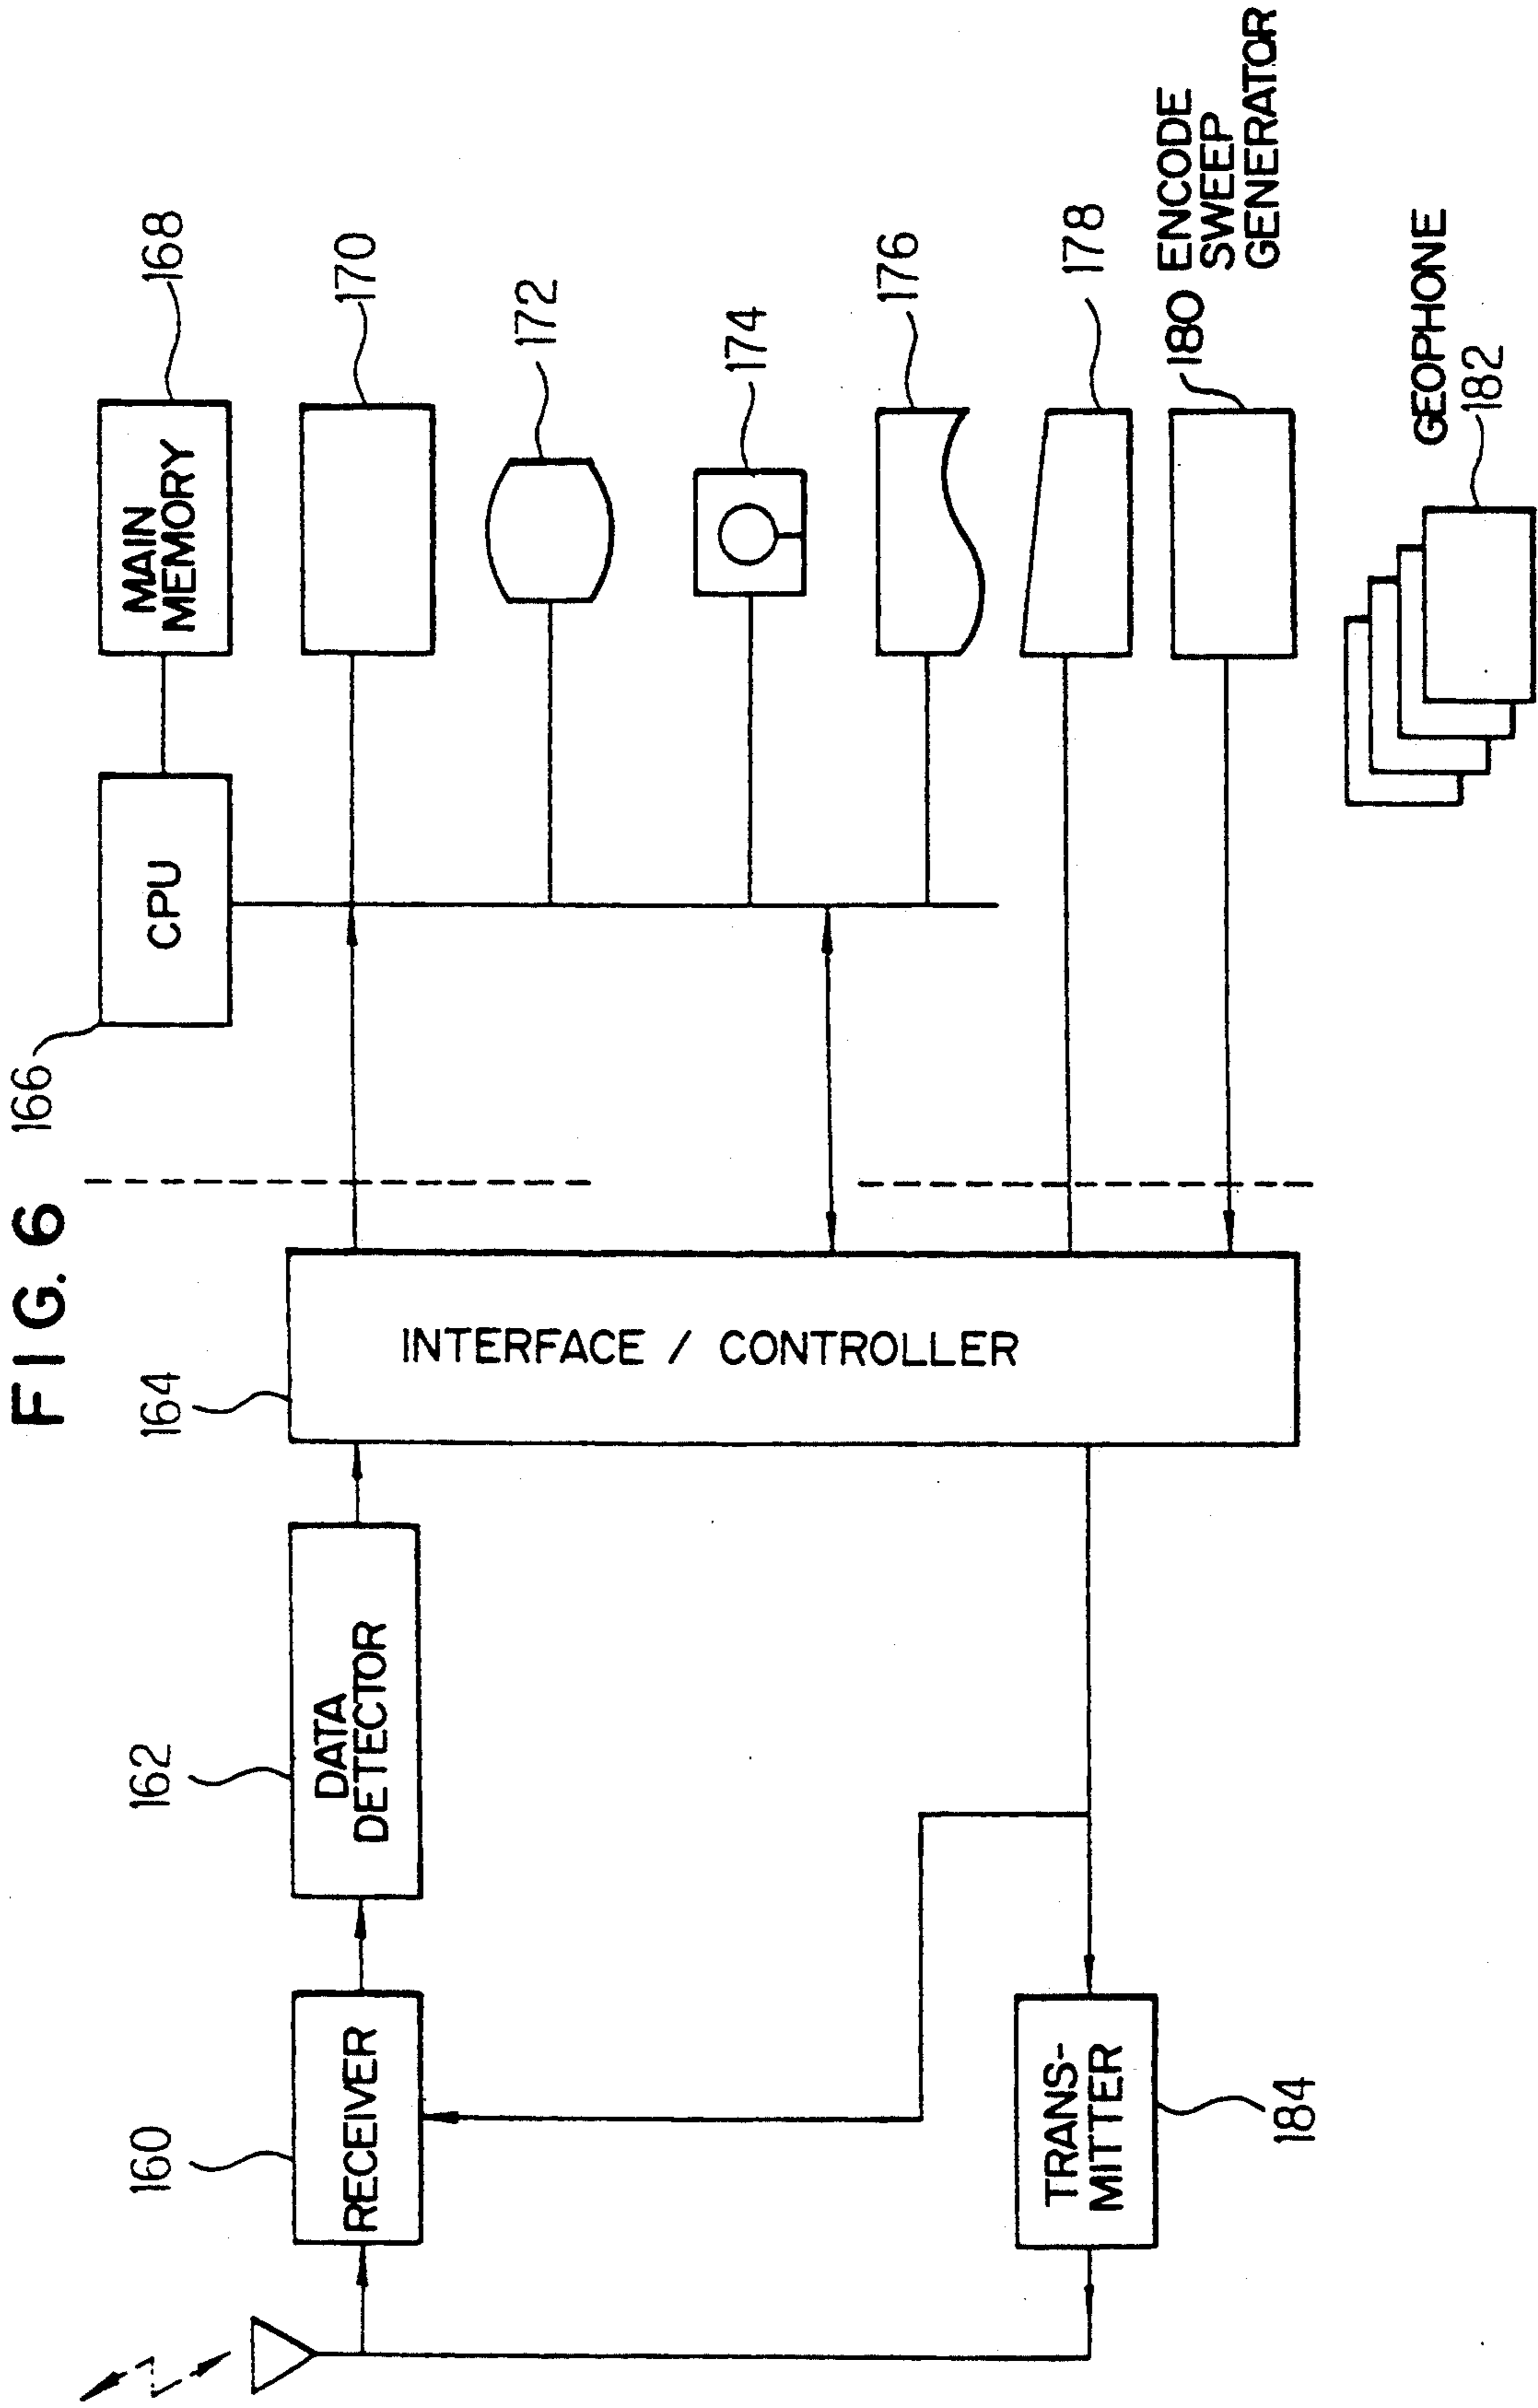 FIG. 6
166
CPU
MAIN
MEMORY
168
170
172
174
176
178
180 ENCODE
SWEEP
GENERATOR
GEOPHONE
182
164
INTERFACE / CONTROLLER
162
DATA
DETECTOR
160
RECEIVER
TRANS-
MITTER
184